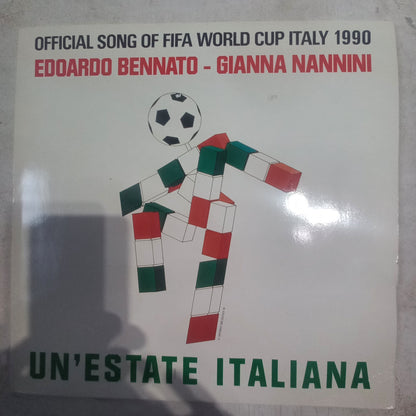 OFFICIAL SONG OF FIFA WORLD CUP ITALY 1990
EDOARDO BENNATO - GIANNA NANNINI
UN'ESTATE ITALIANA